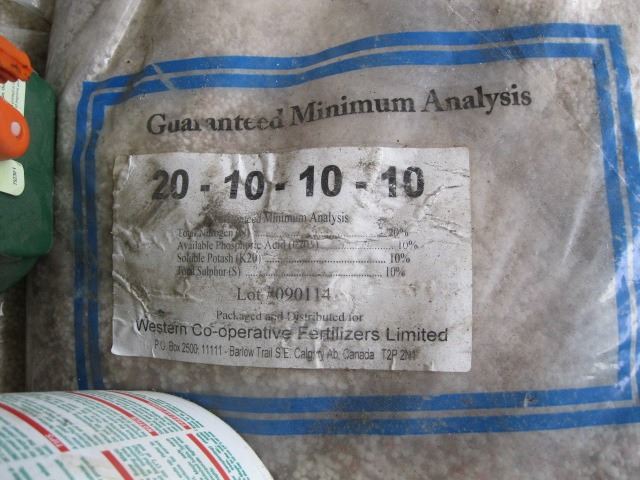 Guaranteed Minimum Analysis
20 - 10 - 10 - 10
Minimum Analysis
Total Nitrogen (N) 20%
Available Phosphoric Acid (P2O5) 10%
Soluble Potash (K20) 10%
Total Sulphur(S) 10%
Lot #090114
Packaged and Distributed for
Western Co-operative Fertilizers Limited
P.O. Box 2500, 11111 - Barlow Trail S.E. Calgary Ab, Canada T2P 2N1